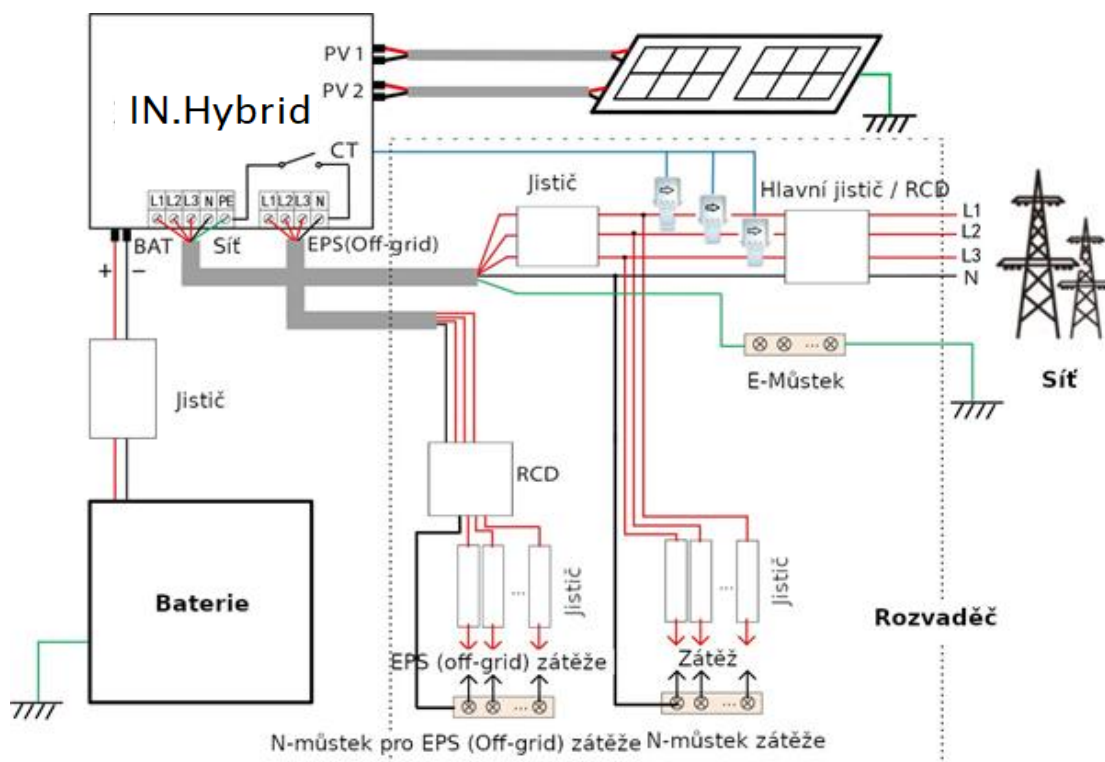 PV 1
PV 2
IN.Hybrid
CT
L1 L2 L3 N PE
L1 L2 L3 N
BAT
Síť
EPS(Off-grid)
+
−
Jistič
Hlavní jistič / RCD
L1
L2
L3
N
Síť
...
E-Můstek
Jistič
RCD
Baterie
...
Jistič
...
Jistič
Rozvaděč
EPS (off-grid) zátěže
Zátěž
...
...
N-můstek pro EPS (Off-grid) zátěže
N-můstek zátěže